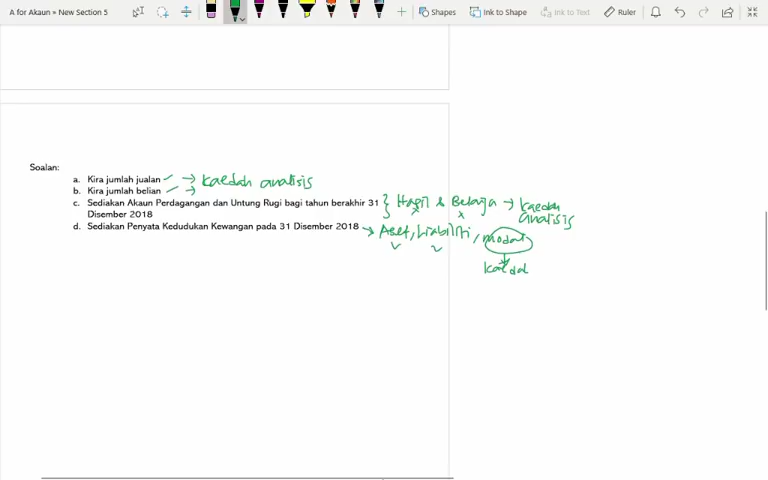 A for Akaun » New Section 5
Shapes
Ink to Shape
Ink to Text
Ruler
Soalan:
a. Kira jumlah jualan → kaedah analisis
b. Kira jumlah belian →
c. Sediakan Akaun Perdagangan dan Untung Rugi bagi tahun berakhir 31 } Hasil & Belanja → kaedah
Disember 2018 analisis
d. Sediakan Penyata Kedudukan Kewangan pada 31 Disember 2018 → Aset, Liabiliti, modal
kaedah